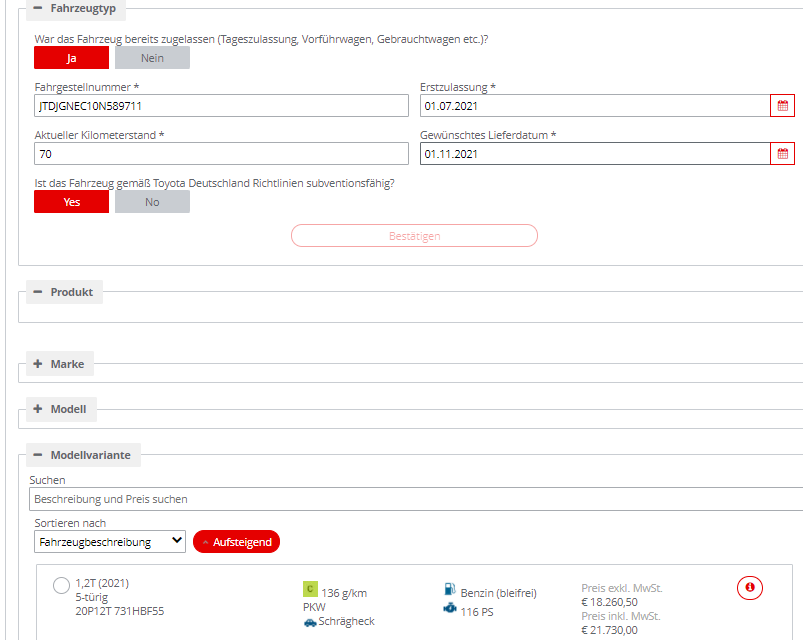 Fahrzeugtyp
War das Fahrzeug bereits zugelassen (Tageszulassung, Vorführwagen, Gebrauchtwagen etc.)?
Ja Nein
Fahrgestellnummer * Erstzulassung *
JTDJGNEC10N589711 01.07.2021
Aktueller Kilometerstand * Gewünschtes Lieferdatum *
70 01.11.2021
Ist das Fahrzeug gemäß Toyota Deutschland Richtlinien subventionsfähig?
Yes No
Bestätigen
Produkt
Marke
Modell
Modellvariante
Suchen
Beschreibung und Preis suchen
Sortieren nach
Fahrzeugbeschreibung Aufsteigend
1,2T (2021)
5-türig
20P12T 731HBF55
C 136 g/km
PKW
Schrägheck
Benzin (bleifrei)
116 PS
Preis exkl. MwSt.
€ 18.260,50
Preis inkl. MwSt.
€ 21.730,00